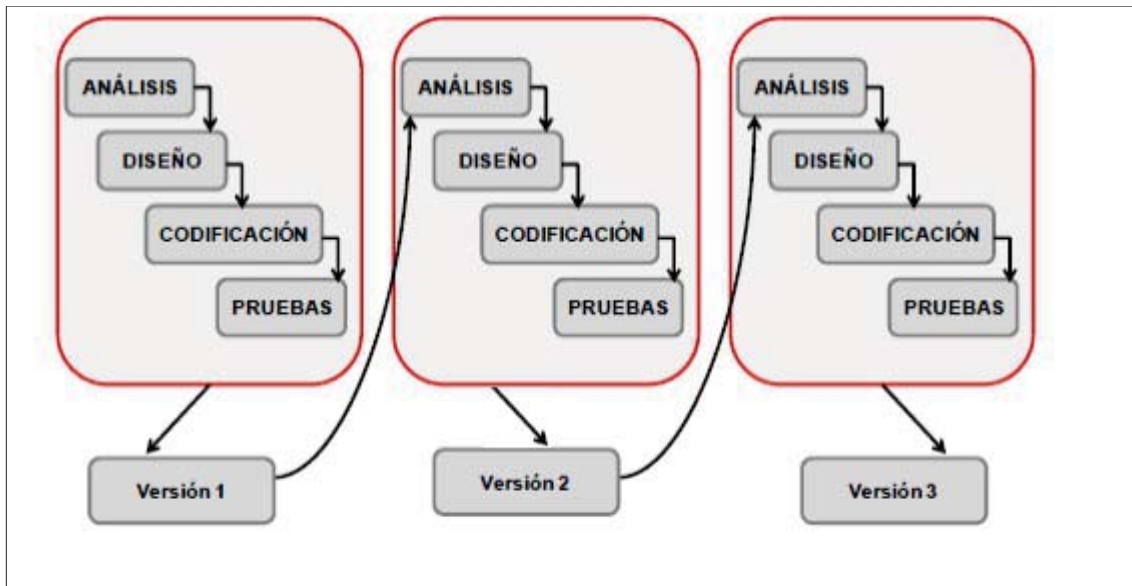 ANÁLISIS
DISEÑO
CODIFICACIÓN
PRUEBAS
Versión 1
ANÁLISIS
DISEÑO
CODIFICACIÓN
PRUEBAS
Versión 2
ANÁLISIS
DISEÑO
CODIFICACIÓN
PRUEBAS
Versión 3